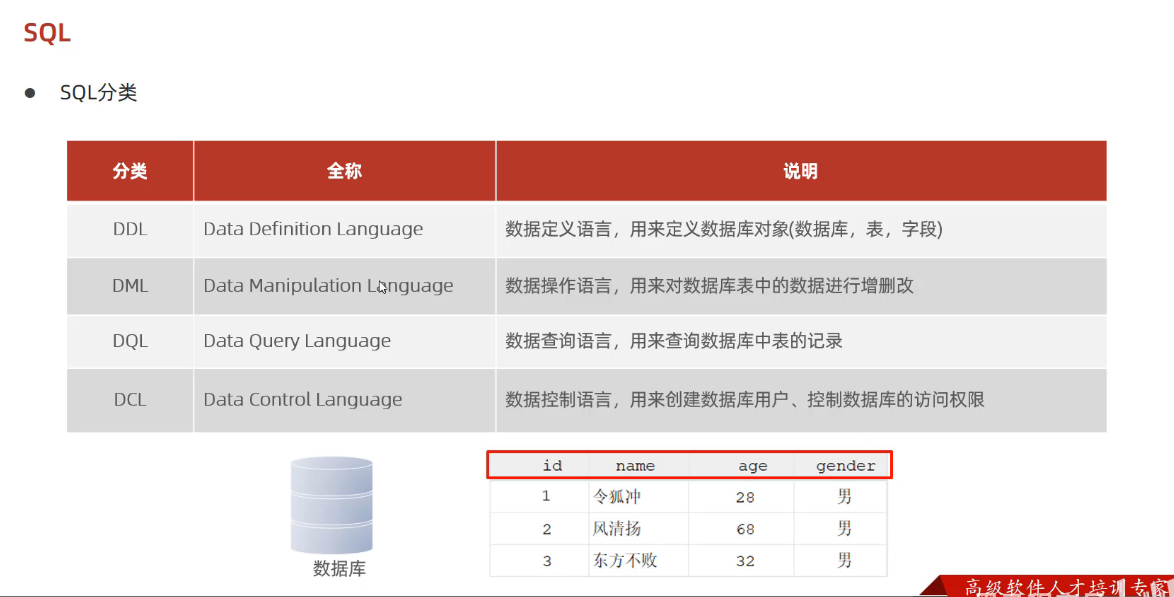 SQL
● SQL分类
分类 全称 说明
DDL Data Definition Language 数据定义语言，用来定义数据库对象(数据库，表，字段)
DML Data Manipulation Language 数据操作语言，用来对数据库表中的数据进行增删改
DQL Data Query Language 数据查询语言，用来查询数据库中表的记录
DCL Data Control Language 数据控制语言，用来创建数据库用户、控制数据库的访问权限
id name age gender
1 令狐冲 28 男
2 风清扬 68 男
3 东方不败 32 男
数据库
高级软件人才培训专家